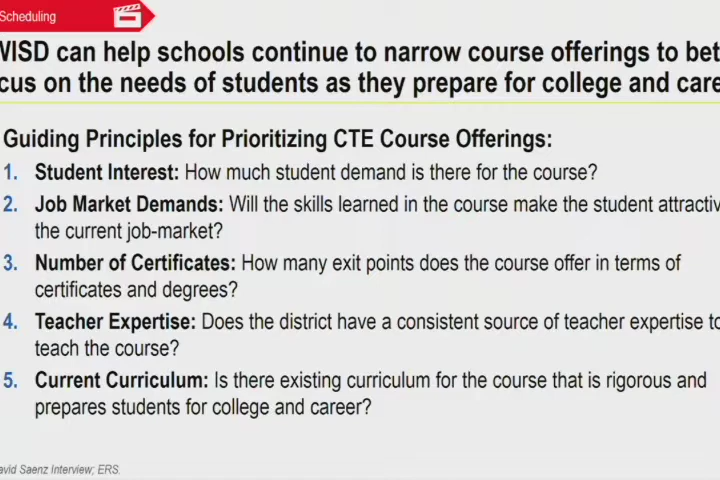 Scheduling
WISD can help schools continue to narrow course offerings to bet
cus on the needs of students as they prepare for college and care
Guiding Principles for Prioritizing CTE Course Offerings:
1. Student Interest: How much student demand is there for the course?
2. Job Market Demands: Will the skills learned in the course make the student attractiv
the current job-market?
3. Number of Certificates: How many exit points does the course offer in terms of
certificates and degrees?
4. Teacher Expertise: Does the district have a consistent source of teacher expertise to
teach the course?
5. Current Curriculum: Is there existing curriculum for the course that is rigorous and
prepares students for college and career?
avid Saenz Interview; ERS.